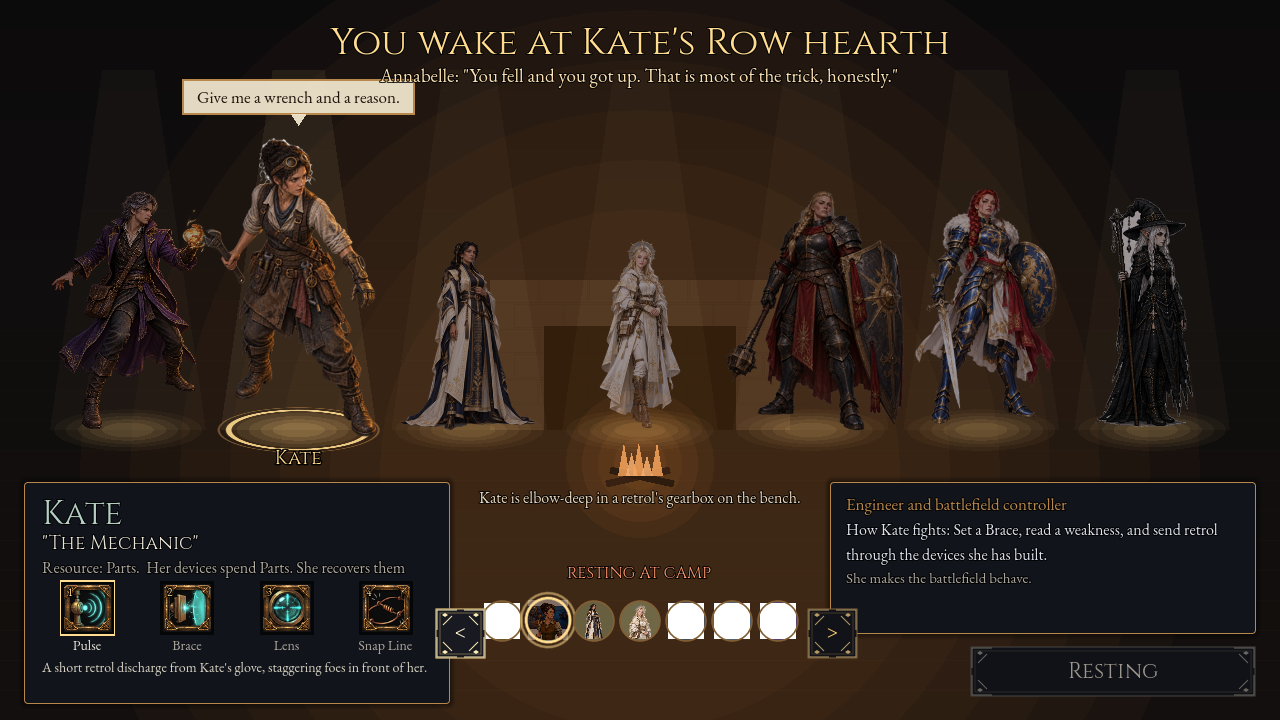 You wake at Kate's Row hearth
Annabelle: "You fell and you got up. That is most of the trick, honestly."
Give me a wrench and a reason.
Kate
Kate
"The Mechanic"
Resource: Parts. Her devices spend Parts. She recovers them
1
2
3
Pulse
Brace
Lens
Snap Line
A short retrol discharge from Kate's glove, staggering foes in front of her.
Kate is elbow-deep in a retrol's gearbox on the bench.
Resting at camp
<
>
Engineer and battlefield controller
How Kate fights: Set a Brace, read a weakness, and send retrol
through the devices she has built.
She makes the battlefield behave.
Resting